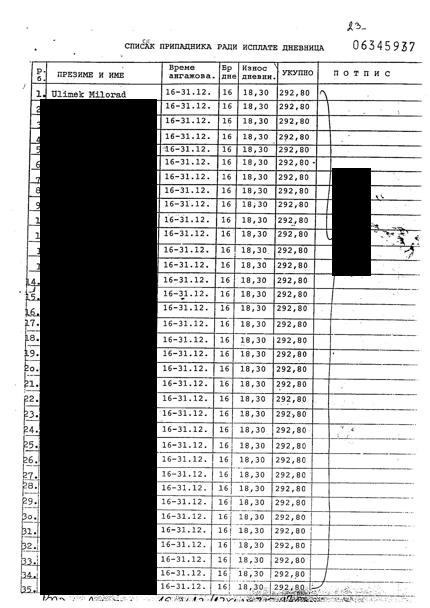 23
СПИСАК ПРИПАДНИКА РАДИ ИСПЛАТЕ ДНЕВНИЦА 06345937
Р. б. ПРЕЗИМЕ И ИМЕ Време ангажова. Бр дне Износ дневни. УКУПНО ПОТПИС
1. Ulimek Milorad 16-31.12. 16 18,30 292,80
2 16-31.12. 16 18,30 292,80
3 16-31.12. 16 18,30 292,80
4 16-31.12. 16 18,30 292,80
5 16-31.12. 16 18,30 292,80
6 16-31.12. 16 18,30 292,80
7 16-31.12. 16 18,30 292,80
8 16-31.12. 16 18,30 292,80
9 16-31.12. 16 18,30 292,80
1 16-31.12. 16 18,30 292,80
1 16-31.12. 16 18,30 292,80
1 16-31.12. 16 18,30 292,80
1 16-31.12. 16 18,30 292,80
14. 16-31.12. 16 18,30 292,80
15. 16-31.12. 16 18,30 292,80
16. 16-31.12. 16 18,30 292,80
17. 16-31.12. 16 18,30 292,80
18. 16-31.12. 16 18,30 292,80
19. 16-31.12. 16 18,30 292,80
20. 16-31.12. 16 18,30 292,80
21. 16-31.12. 16 18,30 292,80
22. 16-31.12. 16 18,30 292,80
23. 16-31.12. 16 18,30 292,80
24. 16-31.12. 16 18,30 292,80
25. 16-31.12. 16 18,30 292,80
26. 16-31.12. 16 18,30 292,80
27. 16-31.12. 16 18,30 292,80
28. 16-31.12. 16 18,30 292,80
29. 16-31.12. 16 18,30 292,80
30. 16-31.12. 16 18,30 292,80
31. 16-31.12. 16 18,30 292,80
32. 16-31.12. 16 18,30 292,80
33. 16-31.12. 16 18,30 292,80
34. 16-31.12. 16 18,30 292,80
35. 16-31.12. 16 18,30 292,80